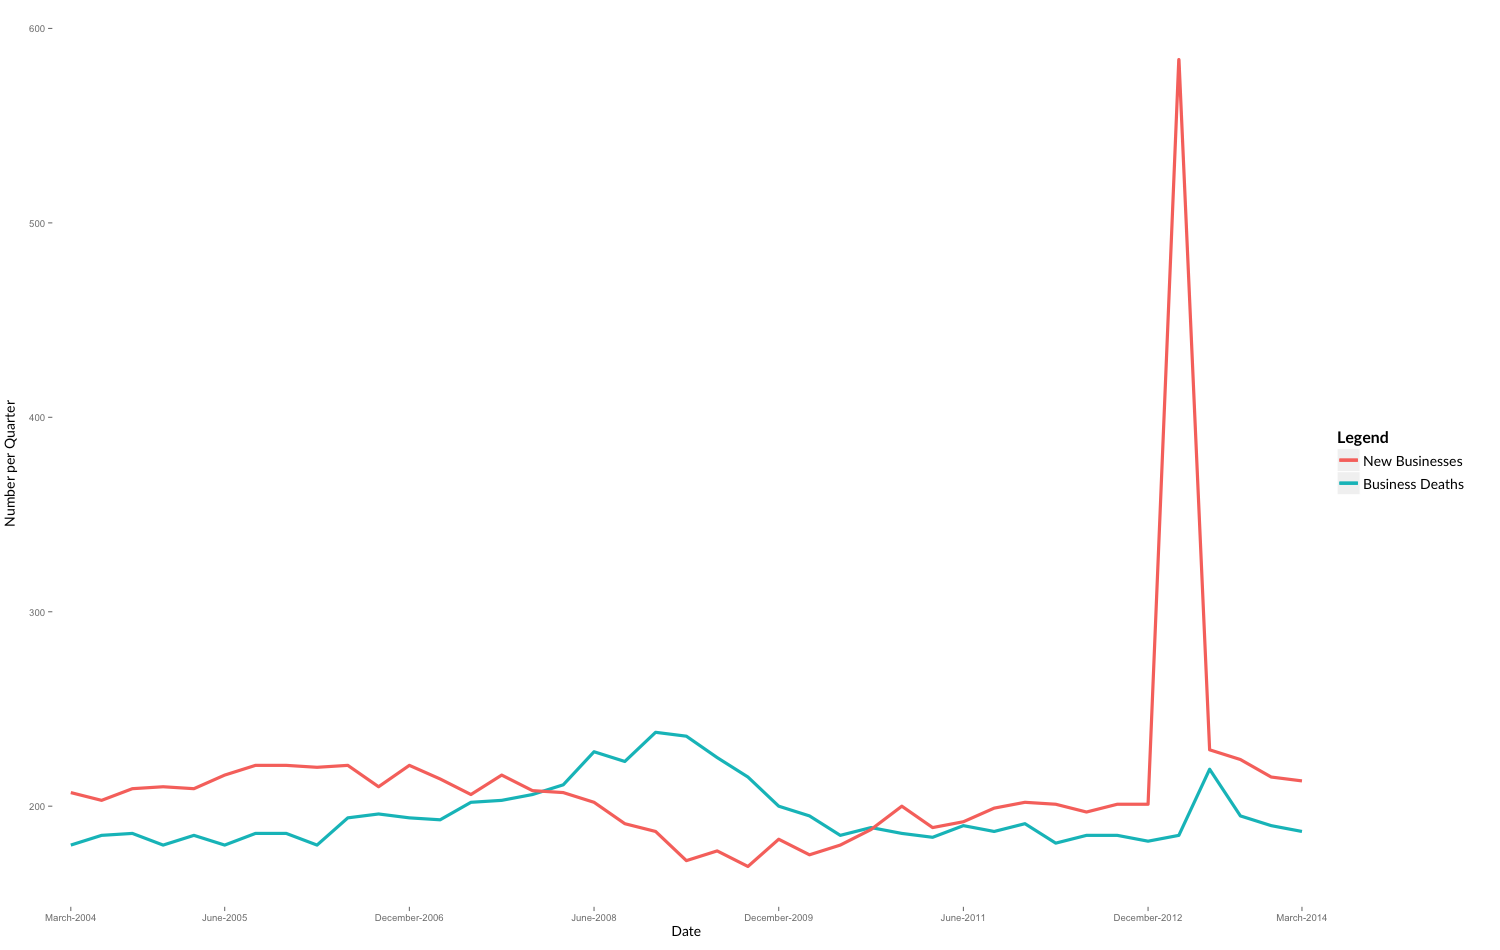 600
500
400
300
200
Number per Quarter
March-2004
June-2005
December-2006
June-2008
December-2009
June-2011
December-2012
March-2014
Date
Legend
New Businesses
Business Deaths